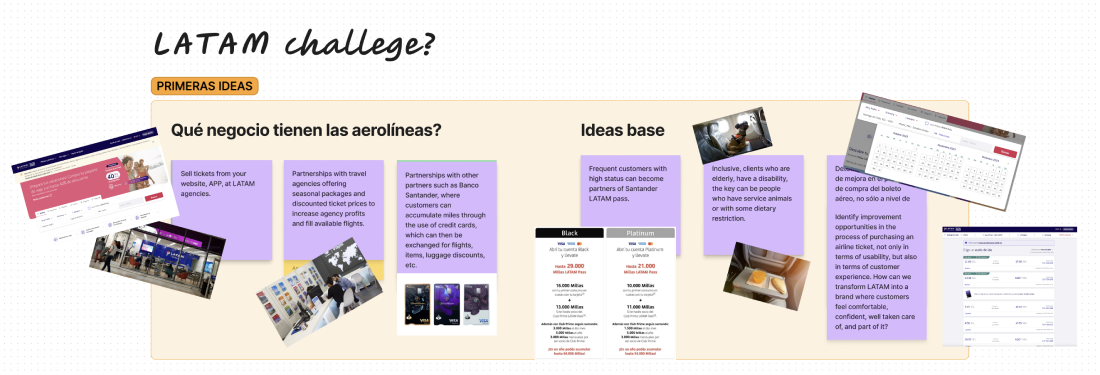 LATAM challege?
PRIMERAS IDEAS
Qué negocio tienen las aerolíneas?
Sell tickets from your
website, APP, at LATAM
agencies.
Partnerships with travel
agencies offering
seasonal packages and
discounted ticket prices to
increase agency profits
and fill available flights.
Partnerships with other
partners such as Banco
Santander, where
customers can
accumulate miles through
the use of credit cards,
which can then be
exchanged for flights,
items, luggage discounts,
etc.
VISA
VISA
VISA
Ideas base
Frequent customers with
high status can become
partners of Santander
LATAM pass.
Black
Abrí tu cuenta Black
y llevate
Hasta 29.000
Millas LATAM Pass
16.000 Millas
+
13.000 Millas
Platinum
Abrí tu cuenta Platinum
y llevate
Hasta 21.000
Millas LATAM Pass
10.000 Millas
+
11.000 Millas
Inclusive, clients who are
elderly, have a disability,
the key can be people
who have service animals
or with some dietary
restriction.
de mejora en el
de compra del boleto
aéreo, no sólo a nivel de
Identify improvement
opportunities in the
process of purchasing an
airline ticket, not only in
terms of usability, but also
in terms of customer
experience. How can we
transform LATAM into a
brand where customers
feel comfortable,
confident, well taken care
of, and part of it?